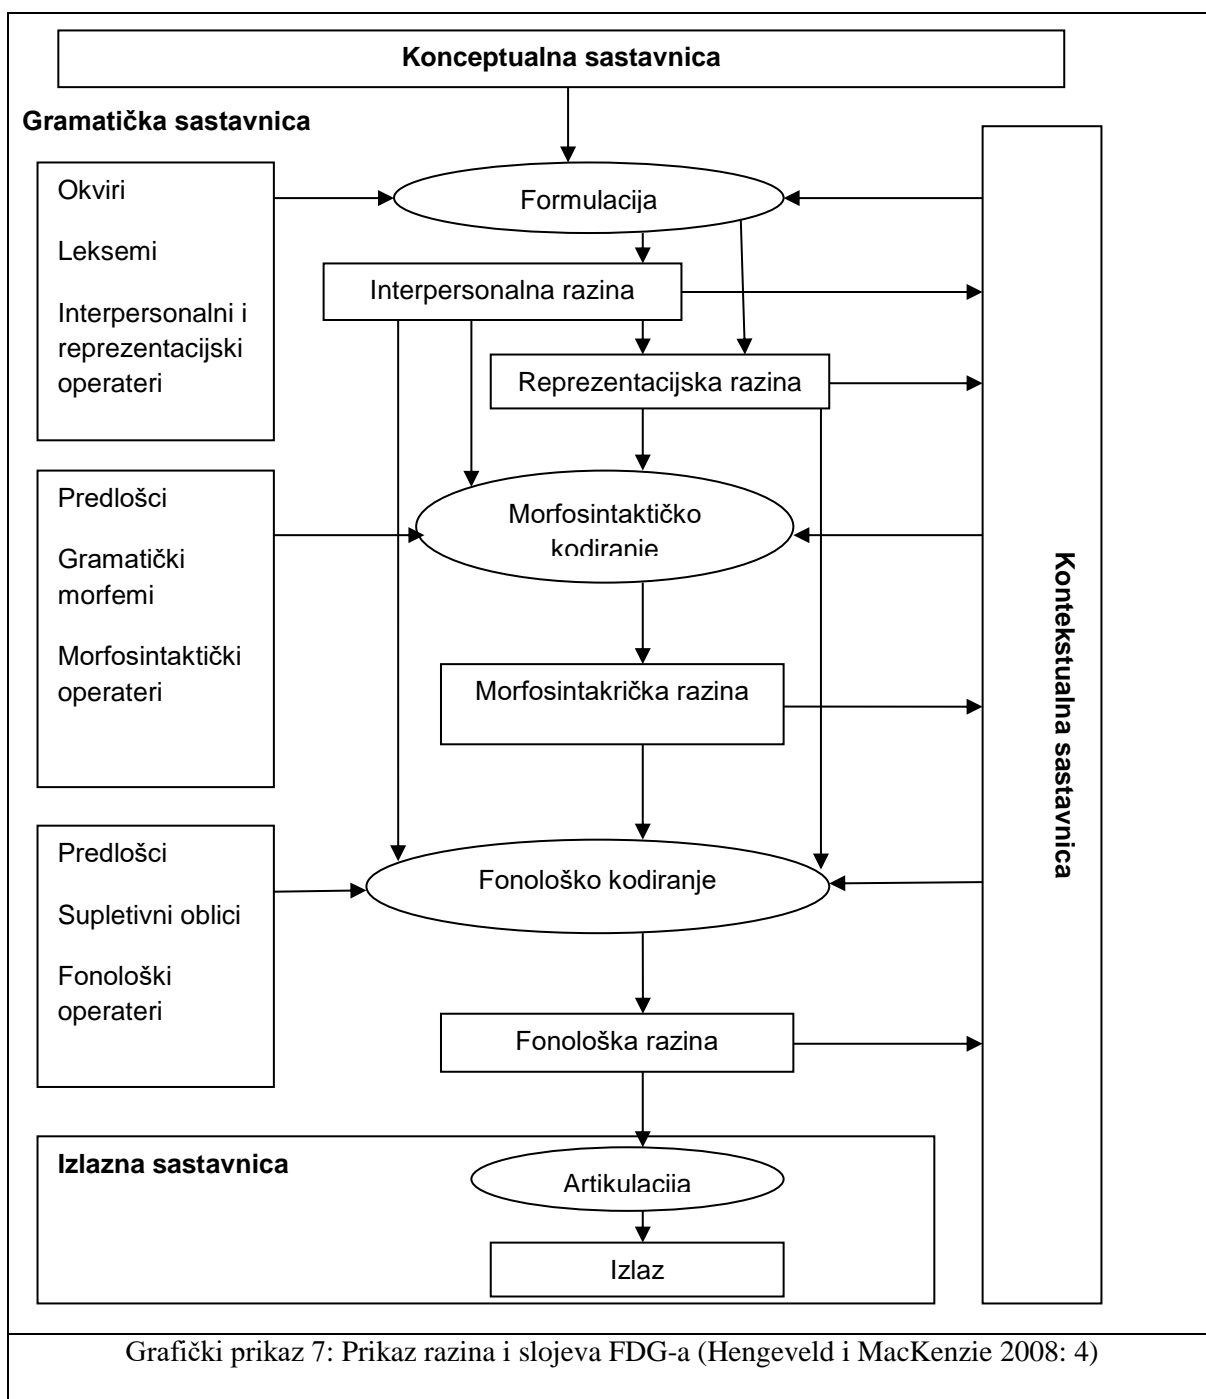 Konceptualna sastavnica
Gramatička sastavnica
Okviri
Leksemi
Interpersonalni i
reprezentacijski
operateri
Formulacija
Interpersonalna razina
Reprezentacijska razina
Predlošci
Gramatički
morfemi
Morfosintaktički
operateri
Morfosintaktičko
kodiranje
Morfosintakrička razina
Kontekstualna sastavnica
Predlošci
Supletivni oblici
Fonološki
operateri
Fonološko kodiranje
Fonološka razina
Izlazna sastavnica
Artikulacija
Izlaz
Grafički prikaz 7: Prikaz razina i slojeva FDG-a (Hengeveld i MacKenzie 2008: 4)